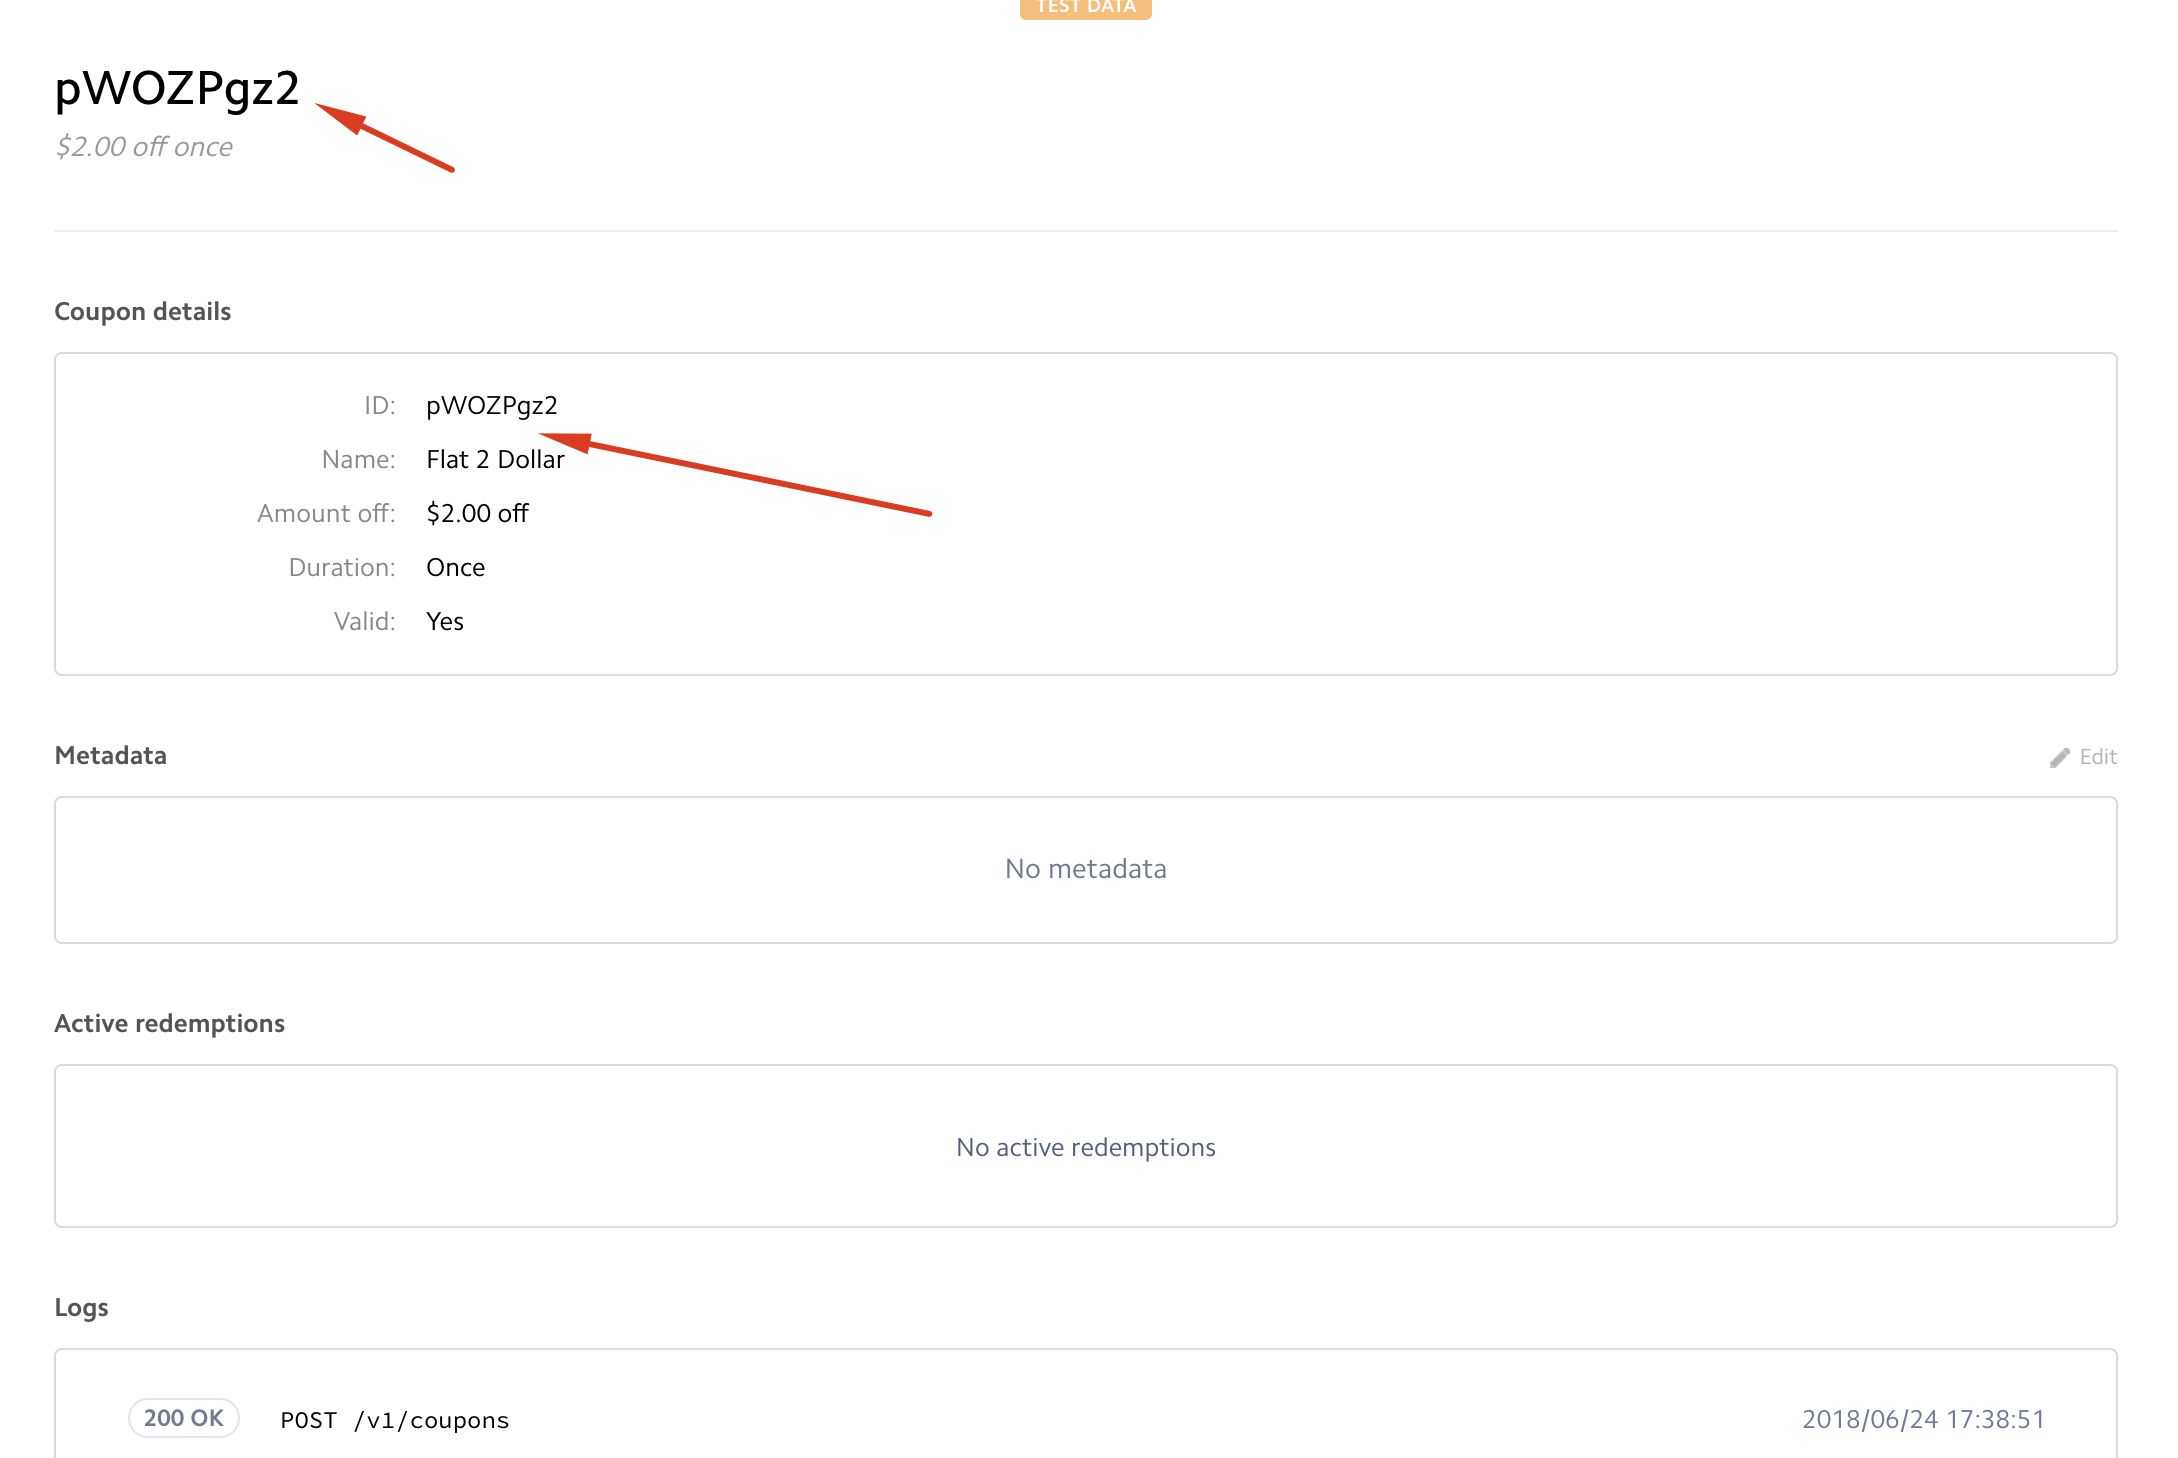 TEST DATA
pWOZPgz2
$2.00 off once
Coupon details
ID: pWOZPgz2
Name: Flat 2 Dollar
Amount off: $2.00 off
Duration: Once
Valid: Yes
Metadata Edit
No metadata
Active redemptions
No active redemptions
Logs
200 OK POST /v1/coupons 2018/06/24 17:38:51